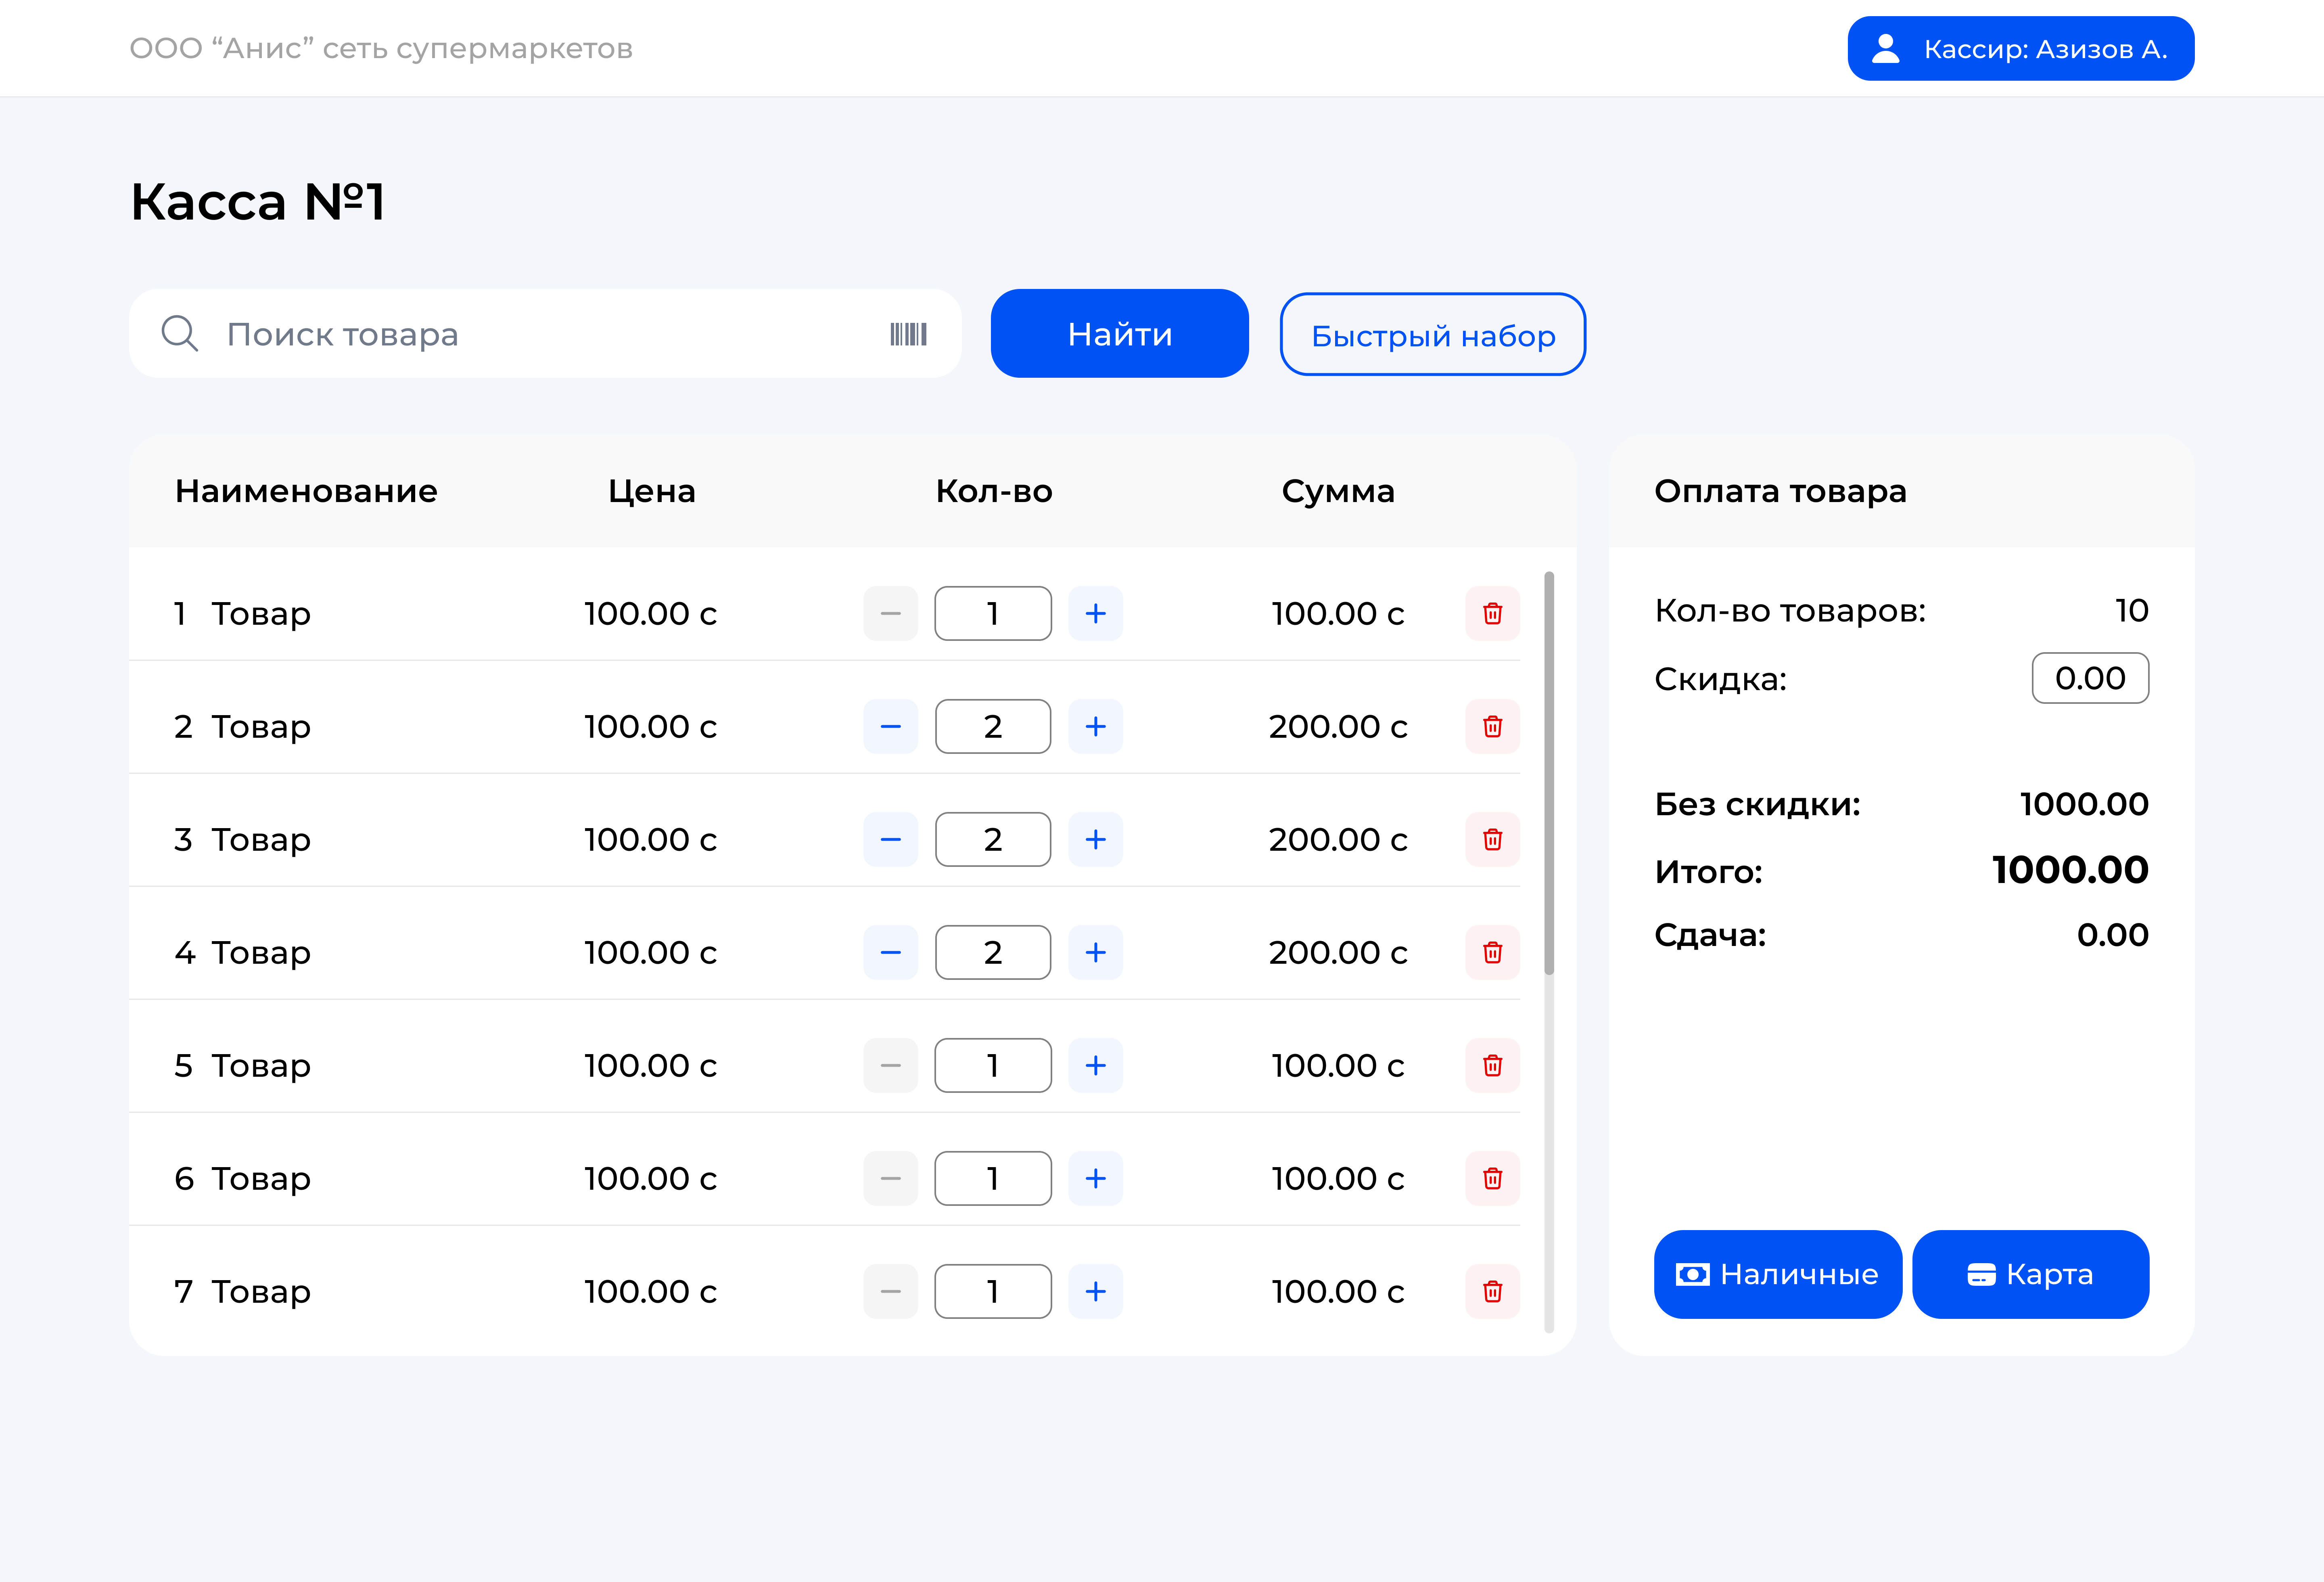 ООО “Анис” сеть супермаркетов
Кассир: Азизов А.
Касса №1
Поиск товара
Найти
Быстрый набор
Наименование Цена Кол-во Сумма
1 Товар 100.00 с 1 + 100.00 с
2 Товар 100.00 с − 2 + 200.00 с
3 Товар 100.00 с − 2 + 200.00 с
4 Товар 100.00 с − 2 + 200.00 с
5 Товар 100.00 с − 1 + 100.00 с
6 Товар 100.00 с − 1 + 100.00 с
7 Товар 100.00 с − 1 + 100.00 с
Оплата товара
Кол-во товаров: 10
Скидка: 0.00
Без скидки: 1000.00
Итого: 1000.00
Сдача: 0.00
Наличные
Карта